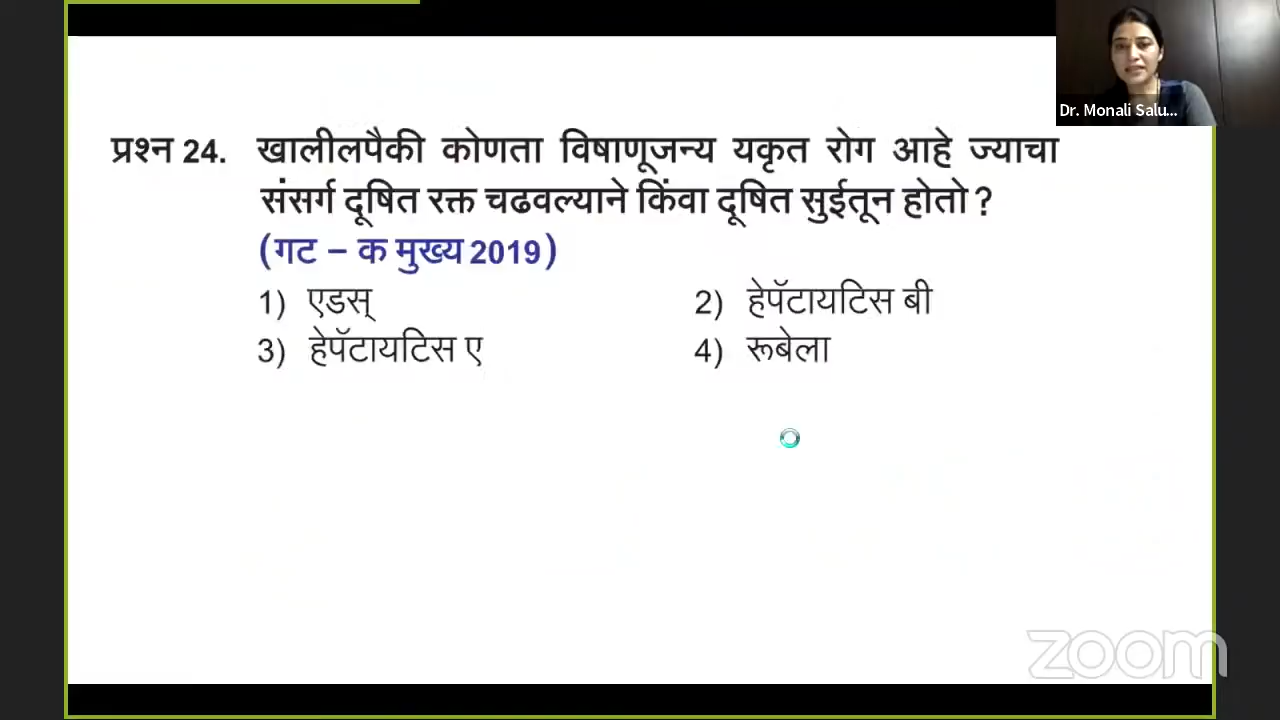 Dr. Monali Salu...
प्रश्न 24. खालीलपैकी कोणता विषाणूजन्य यकृत रोग आहे ज्याचा
संसर्ग दूषित रक्त चढवल्याने किंवा दूषित सुईतून होतो ?
(गट – क मुख्य 2019)
1) एडस् 2) हेपॅटायटिस बी
3) हेपॅटायटिस ए 4) रूबेला
zoom